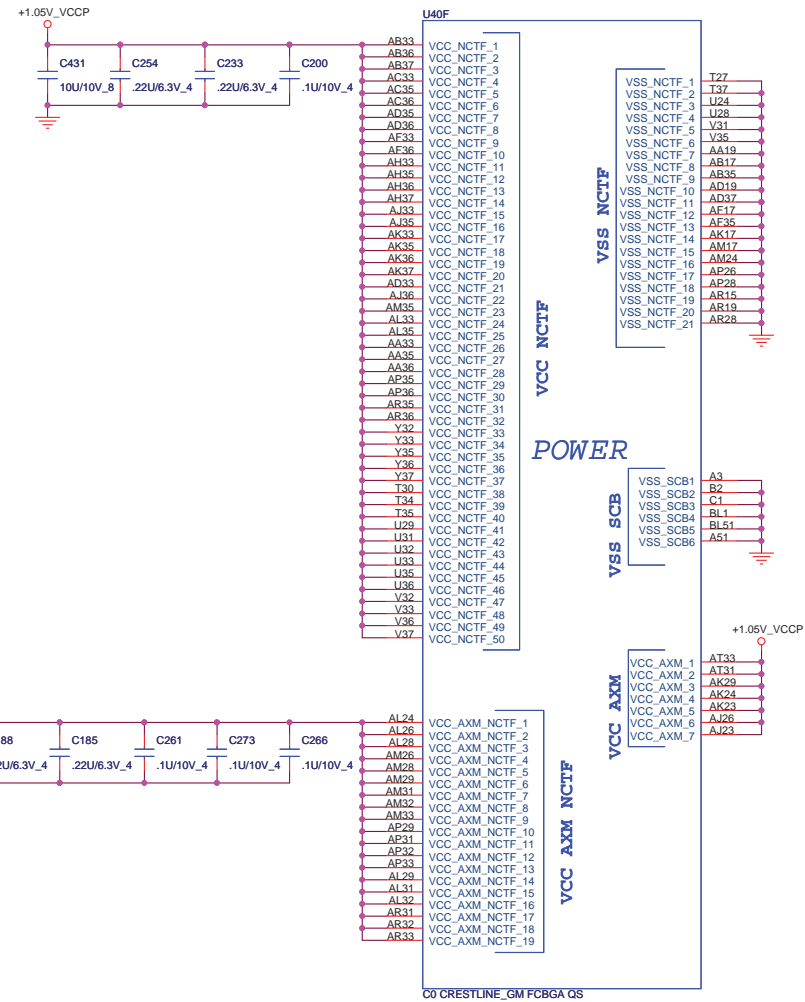 +1.05V_VCCP
U40F
C431
10U/10V_8
C254
.22U/6.3V_4
C233
.22U/6.3V_4
C200
.1U/10V_4
AB33 VCC_NCTF_1
AB36 VCC_NCTF_2
AB37 VCC_NCTF_3
AC33 VCC_NCTF_4
AC35 VCC_NCTF_5
AC36 VCC_NCTF_6
AD35 VCC_NCTF_7
AD36 VCC_NCTF_8
AF33 VCC_NCTF_9
AF36 VCC_NCTF_10
AH33 VCC_NCTF_11
AH35 VCC_NCTF_12
AH36 VCC_NCTF_13
AH37 VCC_NCTF_14
AJ33 VCC_NCTF_15
AJ35 VCC_NCTF_16
AK33 VCC_NCTF_17
AK35 VCC_NCTF_18
AK36 VCC_NCTF_19
AK37 VCC_NCTF_20
AD33 VCC_NCTF_21
AJ36 VCC_NCTF_22
AM35 VCC_NCTF_23
AL33 VCC_NCTF_24
AL35 VCC_NCTF_25
AA33 VCC_NCTF_26
AA35 VCC_NCTF_27
AA36 VCC_NCTF_28
AP35 VCC_NCTF_29
AP36 VCC_NCTF_30
AR35 VCC_NCTF_31
AR36 VCC_NCTF_32
Y32 VCC_NCTF_33
Y33 VCC_NCTF_34
Y35 VCC_NCTF_35
Y36 VCC_NCTF_36
Y37 VCC_NCTF_37
T30 VCC_NCTF_38
T34 VCC_NCTF_39
T35 VCC_NCTF_40
U29 VCC_NCTF_41
U31 VCC_NCTF_42
U32 VCC_NCTF_43
U33 VCC_NCTF_44
U35 VCC_NCTF_45
U36 VCC_NCTF_46
V32 VCC_NCTF_47
V33 VCC_NCTF_48
V36 VCC_NCTF_49
V37 VCC_NCTF_50
VCC NCTF
VSS NCTF
VSS_NCTF_1 T27
VSS_NCTF_2 T37
VSS_NCTF_3 U24
VSS_NCTF_4 U28
VSS_NCTF_5 V31
VSS_NCTF_6 V35
VSS_NCTF_7 AA19
VSS_NCTF_8 AB17
VSS_NCTF_9 AB35
VSS_NCTF_10 AD19
VSS_NCTF_11 AD37
VSS_NCTF_12 AF17
VSS_NCTF_13 AF35
VSS_NCTF_14 AK17
VSS_NCTF_15 AM17
VSS_NCTF_16 AM24
VSS_NCTF_17 AP26
VSS_NCTF_18 AP28
VSS_NCTF_19 AR15
VSS_NCTF_20 AR19
VSS_NCTF_21 AR28
POWER
VSS SCB
VSS_SCB1 A3
VSS_SCB2 B2
VSS_SCB3 C1
VSS_SCB4 BL1
VSS_SCB5 BL51
VSS_SCB6 A51
+1.05V_VCCP
VCC AXM
VCC_AXM_1 AT33
VCC_AXM_2 AT31
VCC_AXM_3 AK29
VCC_AXM_4 AK24
VCC_AXM_5 AK23
VCC_AXM_6 AJ26
VCC_AXM_7 AJ23
88
2U/6.3V_4
C185
.22U/6.3V_4
C261
.1U/10V_4
C273
.1U/10V_4
C266
.1U/10V_4
AL24 VCC_AXM_NCTF_1
AL26 VCC_AXM_NCTF_2
AL28 VCC_AXM_NCTF_3
AM26 VCC_AXM_NCTF_4
AM28 VCC_AXM_NCTF_5
AM29 VCC_AXM_NCTF_6
AM31 VCC_AXM_NCTF_7
AM32 VCC_AXM_NCTF_8
AM33 VCC_AXM_NCTF_9
AP29 VCC_AXM_NCTF_10
AP31 VCC_AXM_NCTF_11
AP32 VCC_AXM_NCTF_12
AP33 VCC_AXM_NCTF_13
AL29 VCC_AXM_NCTF_14
AL31 VCC_AXM_NCTF_15
AL32 VCC_AXM_NCTF_16
AR31 VCC_AXM_NCTF_17
AR32 VCC_AXM_NCTF_18
AR33 VCC_AXM_NCTF_19
VCC AXM NCTF
C0 CRESTLINE_GM FCBGA QS